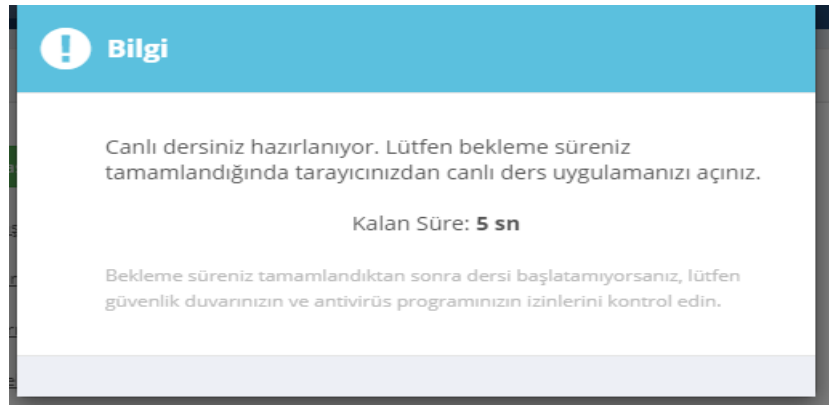 Bilgi
Canlı dersiniz hazırlanıyor. Lütfen bekleme süreniz
tamamlandığında tarayıcınızdan canlı ders uygulamanızı açınız.
Kalan Süre: 5 sn
Bekleme süreniz tamamlandıktan sonra dersi başlatamıyorsanız, lütfen
güvenlik duvarınızın ve antivirüs programınızın izinlerini kontrol edin.